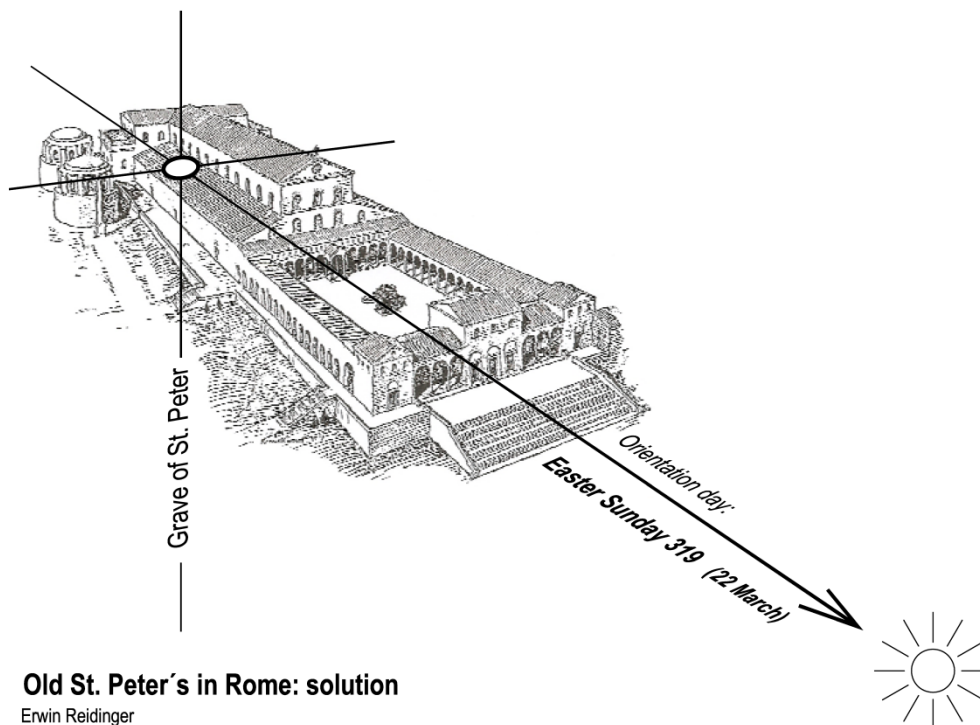 Grave of St. Peter
Orientation day:
Easter Sunday 319 (22 March)
Old St. Peter´s in Rome: solution
Erwin Reidinger